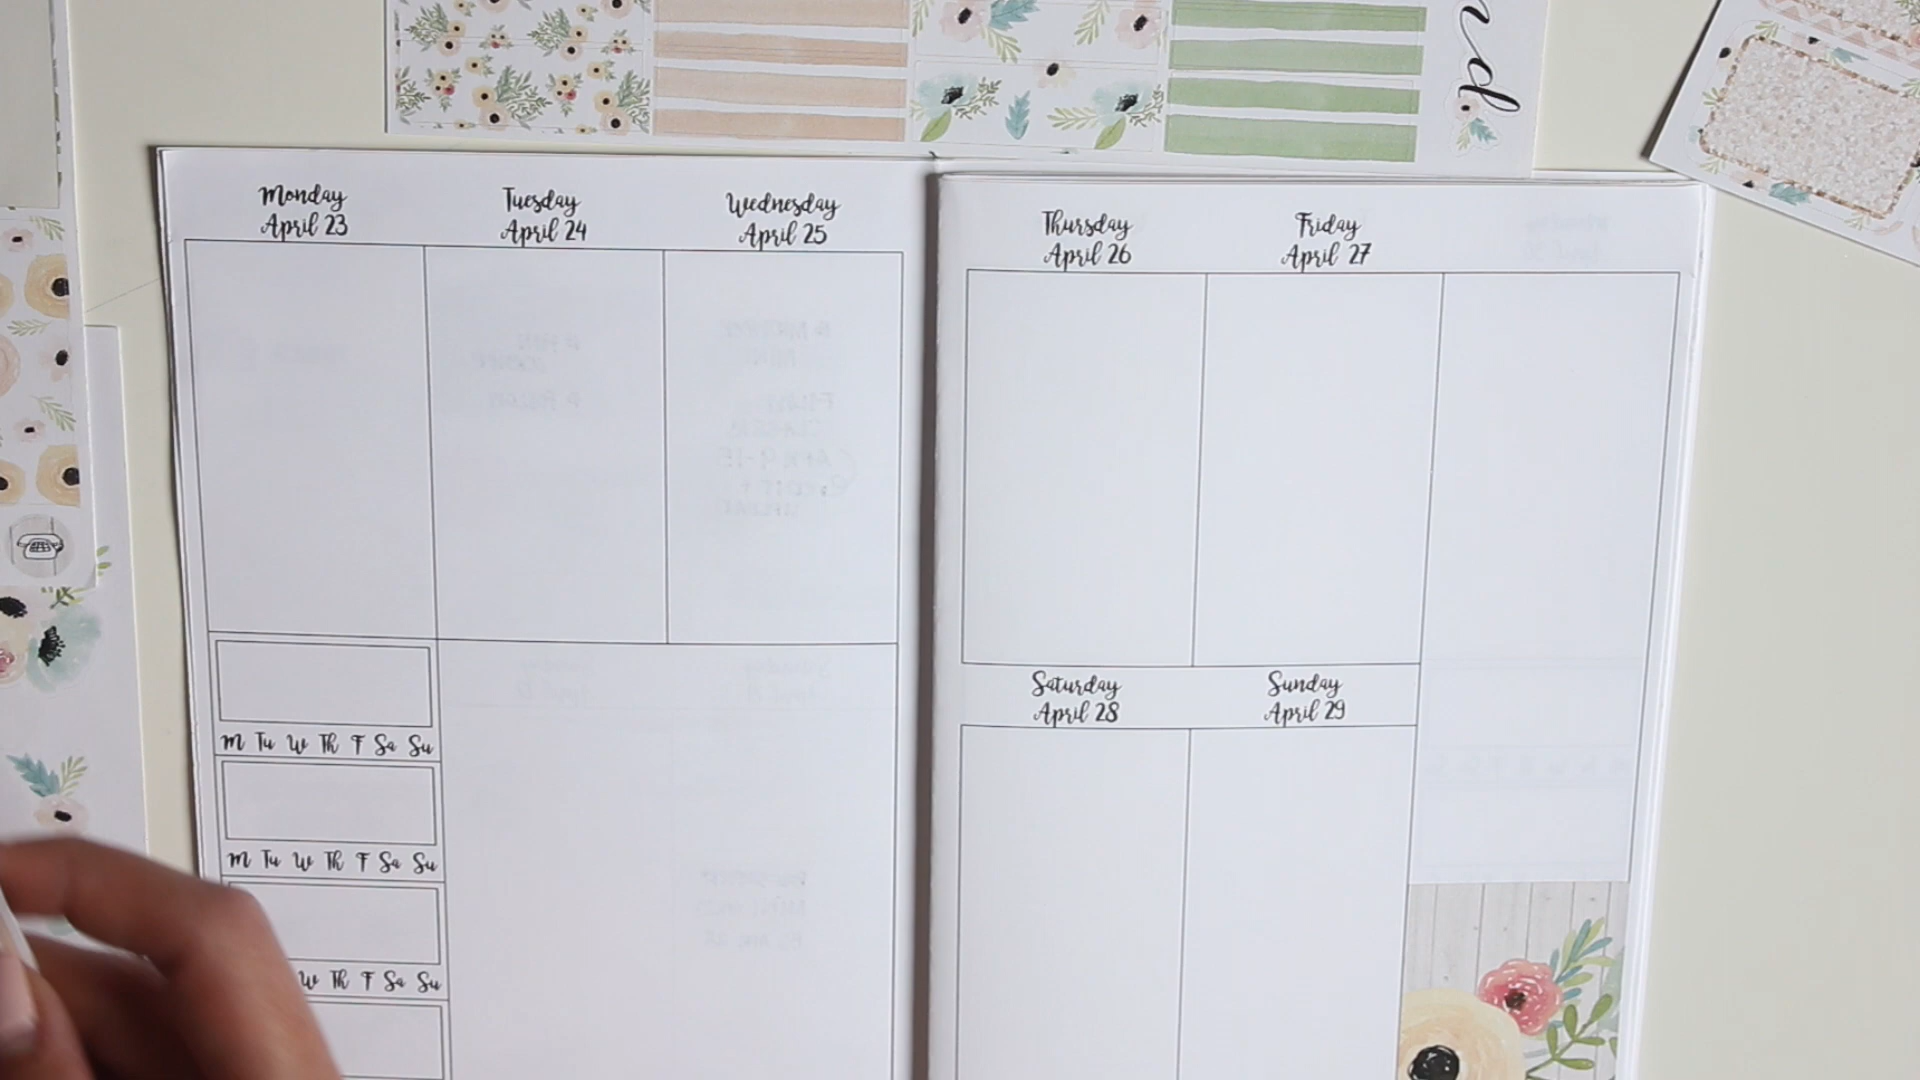 nd
Monday
April 23
Tuesday
April 24
Wednesday
April 25
Thursday
April 26
Friday
April 27
Saturday
April 28
Sunday
April 29
M Tu W Th F Sa Su
M Tu W Th F Sa Su
W Th F Sa Su